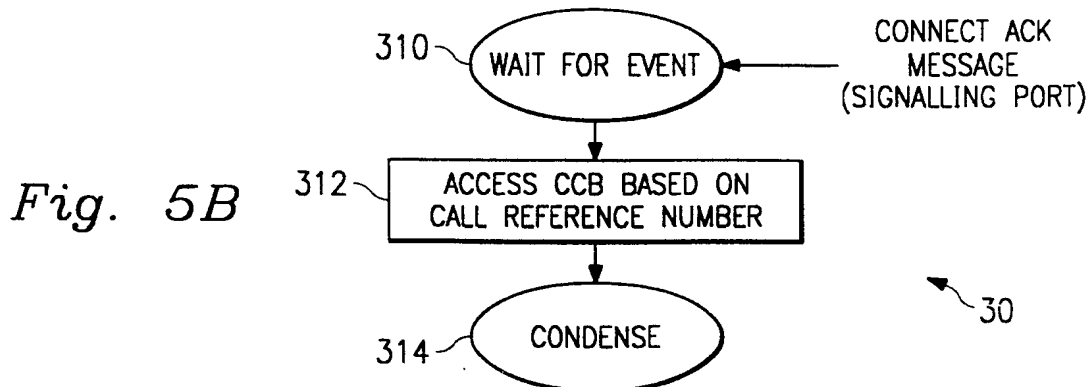 310
WAIT FOR EVENT
CONNECT ACK
MESSAGE
(SIGNALLING PORT)
Fig. 5B
312
ACCESS CCB BASED ON
CALL REFERENCE NUMBER
30
314
CONDENSE